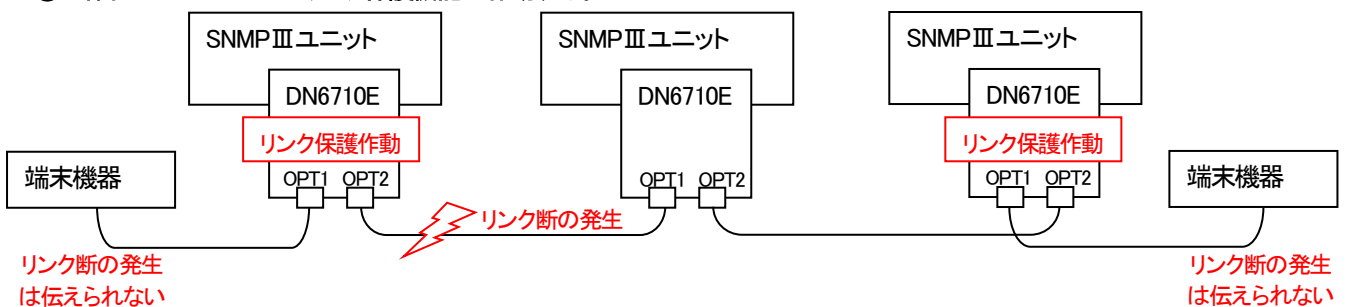 SNMPⅢユニット
SNMPⅢユニット
SNMPⅢユニット
DN6710E
DN6710E
DN6710E
リンク保護作動
リンク保護作動
端末機器
OPT1 OPT2
OPT1 OPT2
OPT1 OPT2
端末機器
リンク断の発生
リンク断の発生
は伝えられない
リンク断の発生
は伝えられない